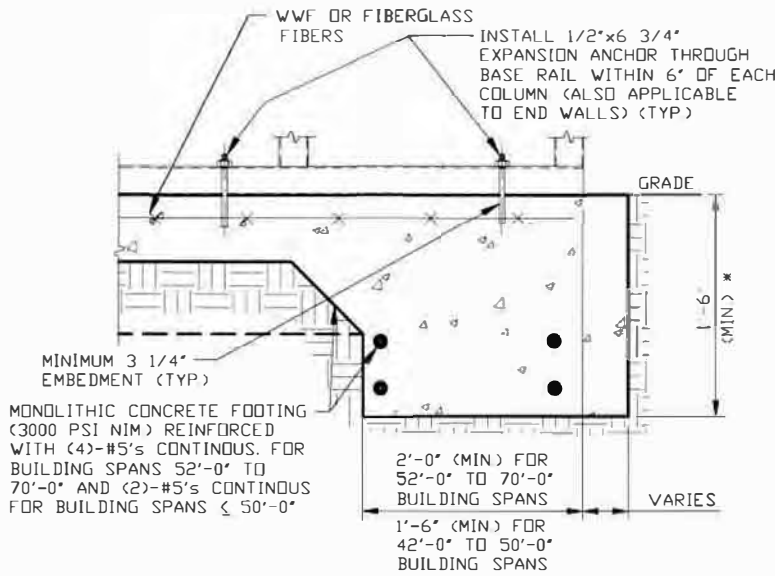 WWF OR FIBERGLASS
FIBERS
INSTALL 1/2"x6 3/4"
EXPANSION ANCHOR THROUGH
BASE RAIL WITHIN 6" OF EACH
COLUMN (ALSO APPLICABLE
TO END WALLS) (TYP)
GRADE
1'-6"
(MIN.) *
MINIMUM 3 1/4"
EMBEDMENT (TYP)
MONOLITHIC CONCRETE FOOTING
(3000 PSI NIM) REINFORCED
WITH (4)-#5's CONTINOUS. FOR
BUILDING SPANS 52'-0" TO
70'-0" AND (2)-#5's CONTINOUS
FOR BUILDING SPANS ≤ 50'-0"
2'-0" (MIN) FOR
52'-0" TO 70'-0"
BUILDING SPANS
VARIES
1'-6" (MIN) FOR
42'-0" TO 50'-0"
BUILDING SPANS